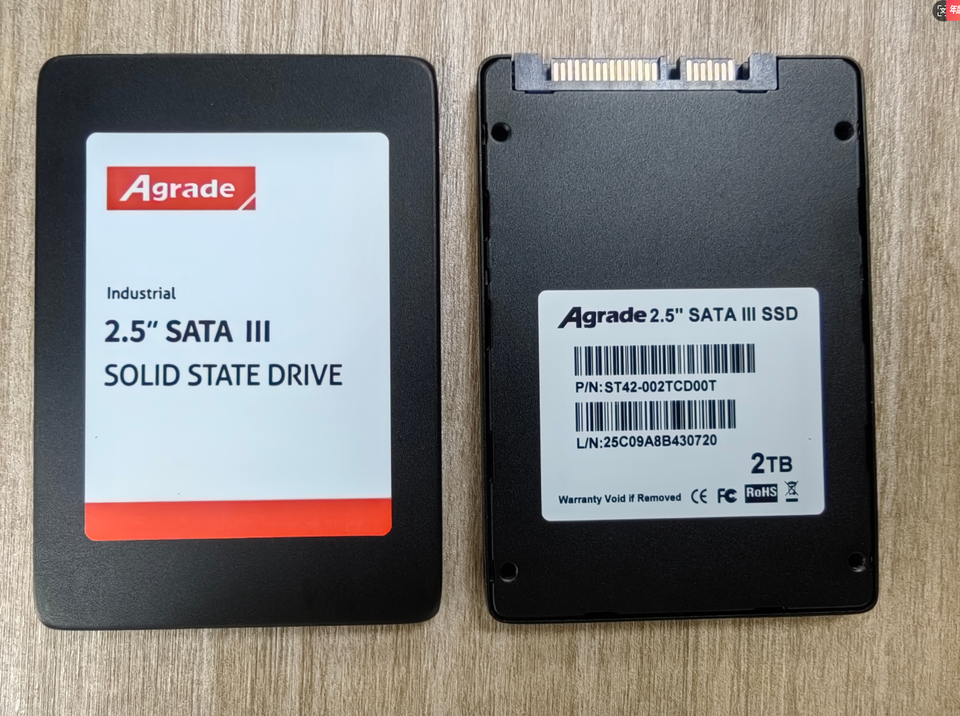 Agrade
Industrial
2.5" SATA III
SOLID STATE DRIVE
Agrade 2.5" SATA III SSD
P/N:ST42-002TCD00T
L/N:25C09A8B430720
2TB
Warranty Void if Removed CE FC RoHS